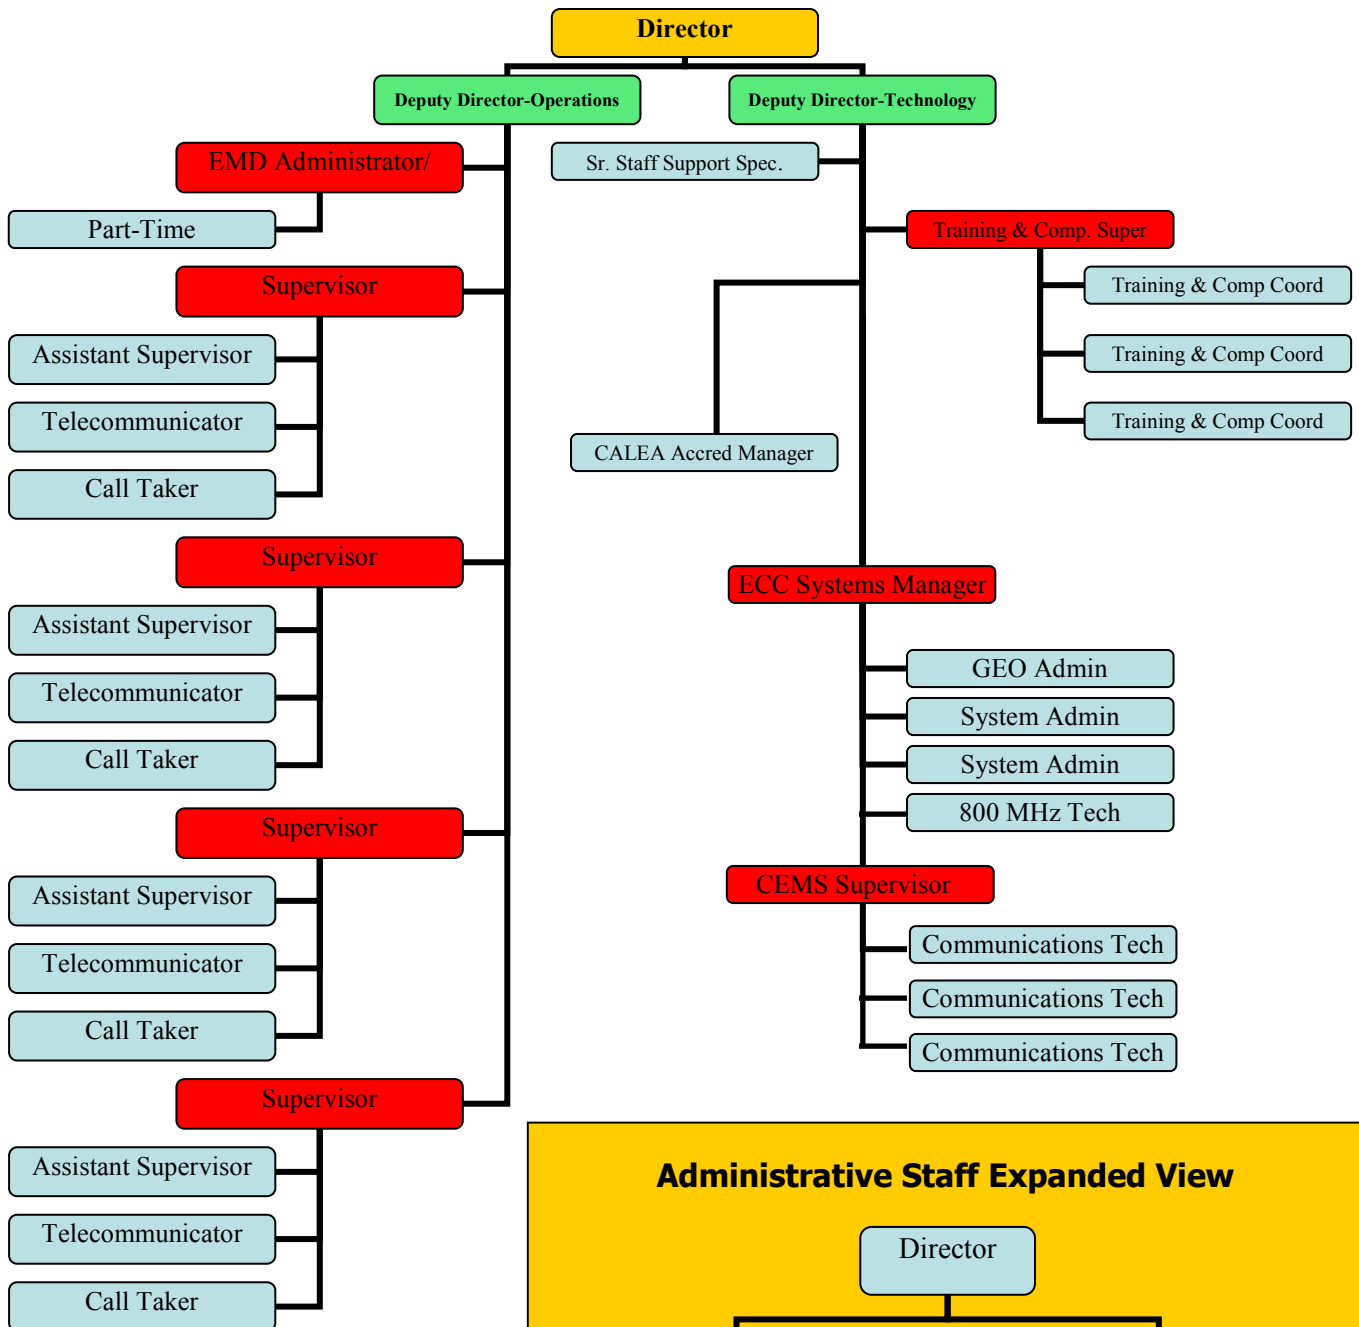 Director
Deputy Director-Operations
Deputy Director-Technology
EMD Administrator/
Part-Time
Supervisor
Assistant Supervisor
Telecommunicator
Call Taker
Supervisor
Assistant Supervisor
Telecommunicator
Call Taker
Supervisor
Assistant Supervisor
Telecommunicator
Call Taker
Supervisor
Assistant Supervisor
Telecommunicator
Call Taker
Sr. Staff Support Spec.
Training & Comp. Super
Training & Comp Coord
Training & Comp Coord
Training & Comp Coord
CALEA Accred Manager
ECC Systems Manager
GEO Admin
System Admin
System Admin
800 MHz Tech
CEMS Supervisor
Communications Tech
Communications Tech
Communications Tech
Administrative Staff Expanded View
Director